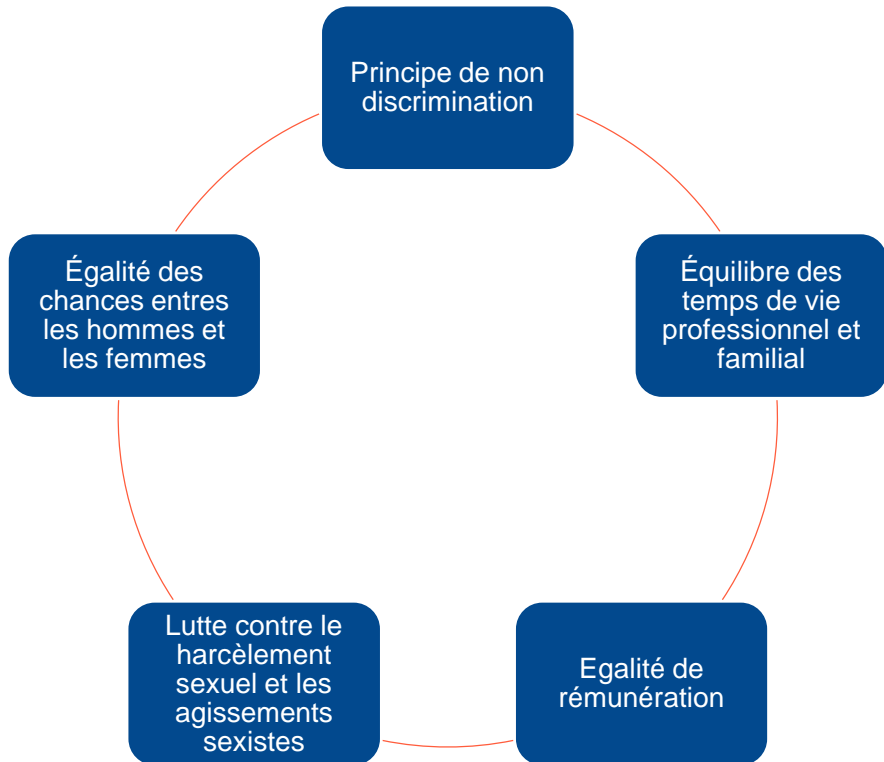 Principe de non
discrimination
Équilibre des
temps de vie
professionnel et
familial
Egalité de
rémunération
Lutte contre le
harcèlement
sexuel et les
agissements
sexistes
Égalité des
chances entres
les hommes et
les femmes